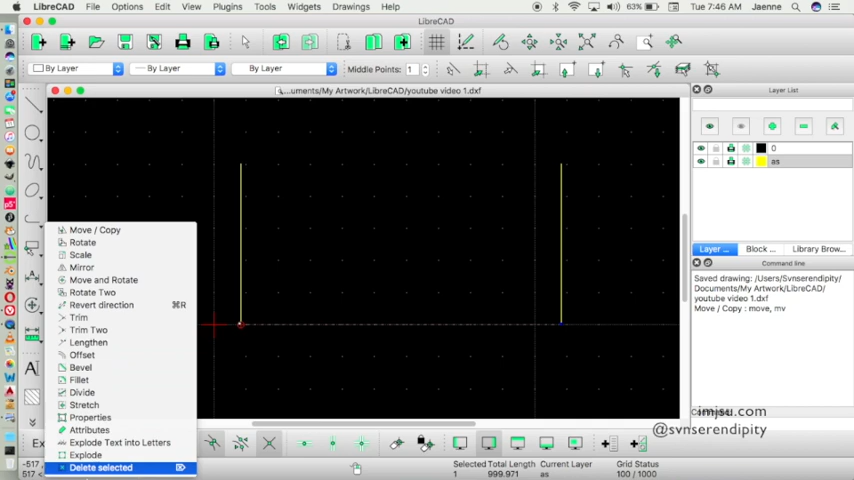 LibreCAD File Options Edit View Plugins Tools Widgets Drawings Help 63% Tue 7:46 AM Jaenne
LibreCAD
By Layer By Layer By Layer Middle Points: 1
...uments/My Artwork/LibreCAD/youtube video 1.dxf
Layer List
0
as
Layer ... Block ... Library Brow...
Command line
Saved drawing: /Users/Svnserendipity/
Documents/My Artwork/LibreCAD/
youtube video 1.dxf
Move / Copy : move, mv
Move / Copy
Rotate
Scale
Mirror
Move and Rotate
Rotate Two
Revert direction ⌘R
Trim
Trim Two
Lengthen
Offset
Bevel
Fillet
Divide
Stretch
Properties
Attributes
Explode Text into Letters
Explode
Delete selected
@svnserendipity
Ex
-517
517 <
Selected Total Length Current Layer Grid Status
1 999.971 as 100 / 1000